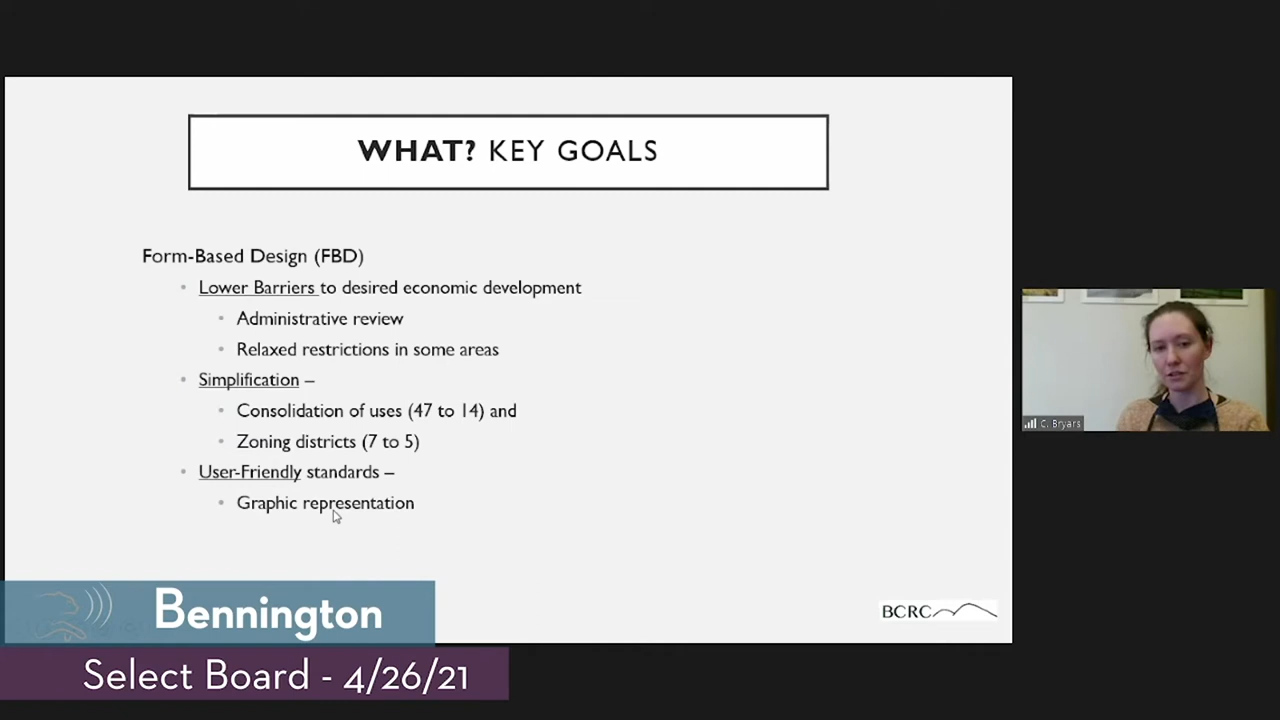 WHAT? KEY GOALS
Form-Based Design (FBD)
• Lower Barriers to desired economic development
• Administrative review
• Relaxed restrictions in some areas
• Simplification –
• Consolidation of uses (47 to 14) and
• Zoning districts (7 to 5)
• User-Friendly standards –
• Graphic representation
C. Bryars
BCRC
Bennington
Select Board - 4/26/21